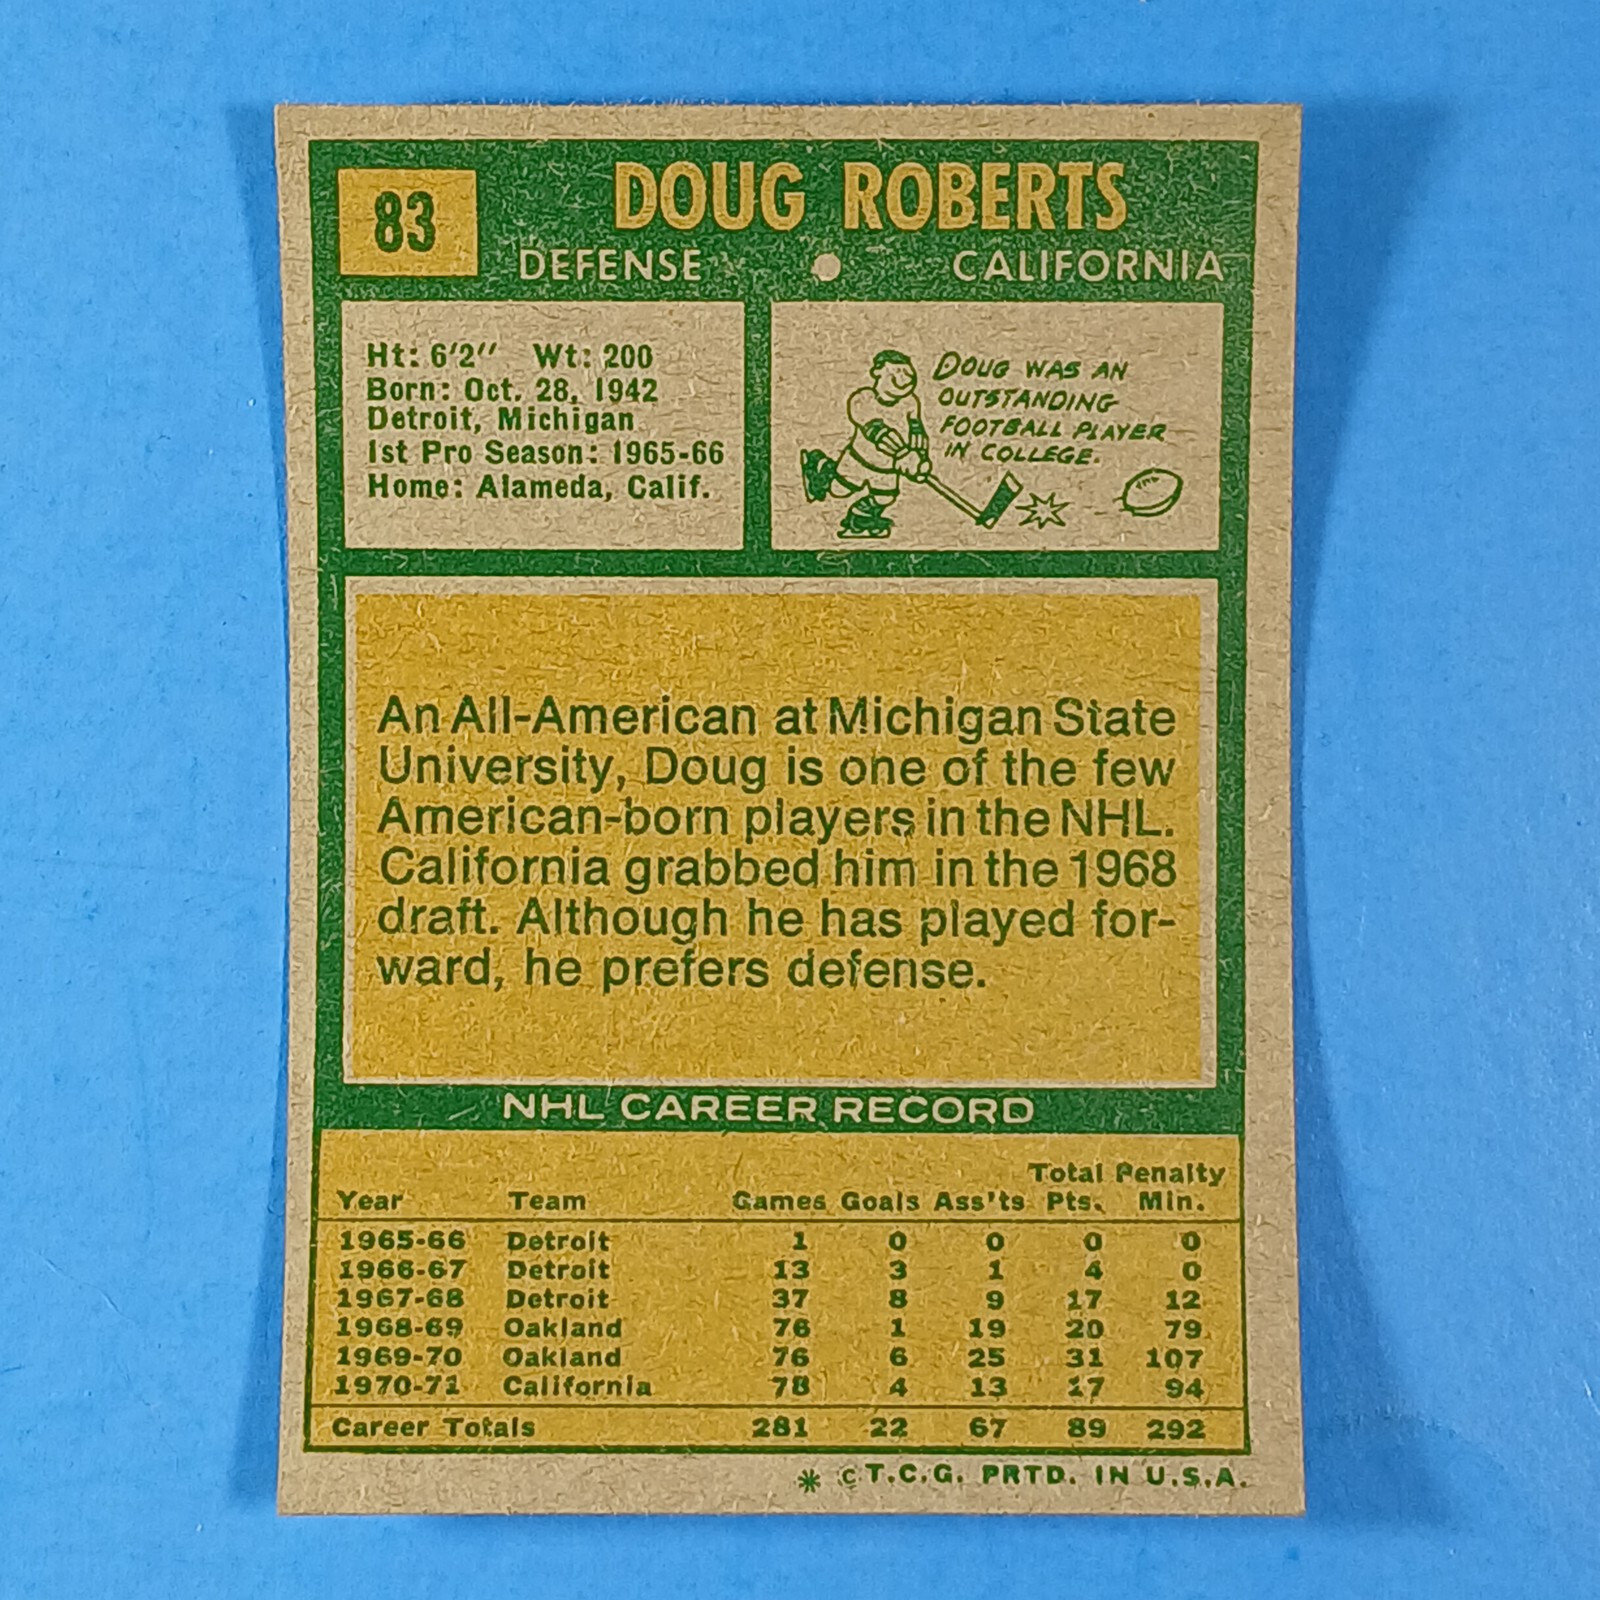 83
DOUG ROBERTS
DEFENSE • CALIFORNIA
Ht: 6'2" Wt: 200
Born: Oct. 28, 1942
Detroit, Michigan
1st Pro Season: 1965-66
Home: Alameda, Calif.
DOUG WAS AN
OUTSTANDING
FOOTBALL PLAYER
IN COLLEGE.
An All-American at Michigan State
University, Doug is one of the few
American-born players in the NHL.
California grabbed him in the 1968
draft. Although he has played for-
ward, he prefers defense.
NHL CAREER RECORD
Total Penalty
Year Team Games Goals Ass'ts Pts. Min.
1965-66 Detroit 1 0 0 0 0
1966-67 Detroit 13 3 1 4 0
1967-68 Detroit 37 8 9 17 12
1968-69 Oakland 76 1 19 20 79
1969-70 Oakland 76 6 25 31 107
1970-71 California 78 4 13 17 94
Career Totals 281 22 67 89 292
* © T.C.G. PRTD. IN U.S.A.